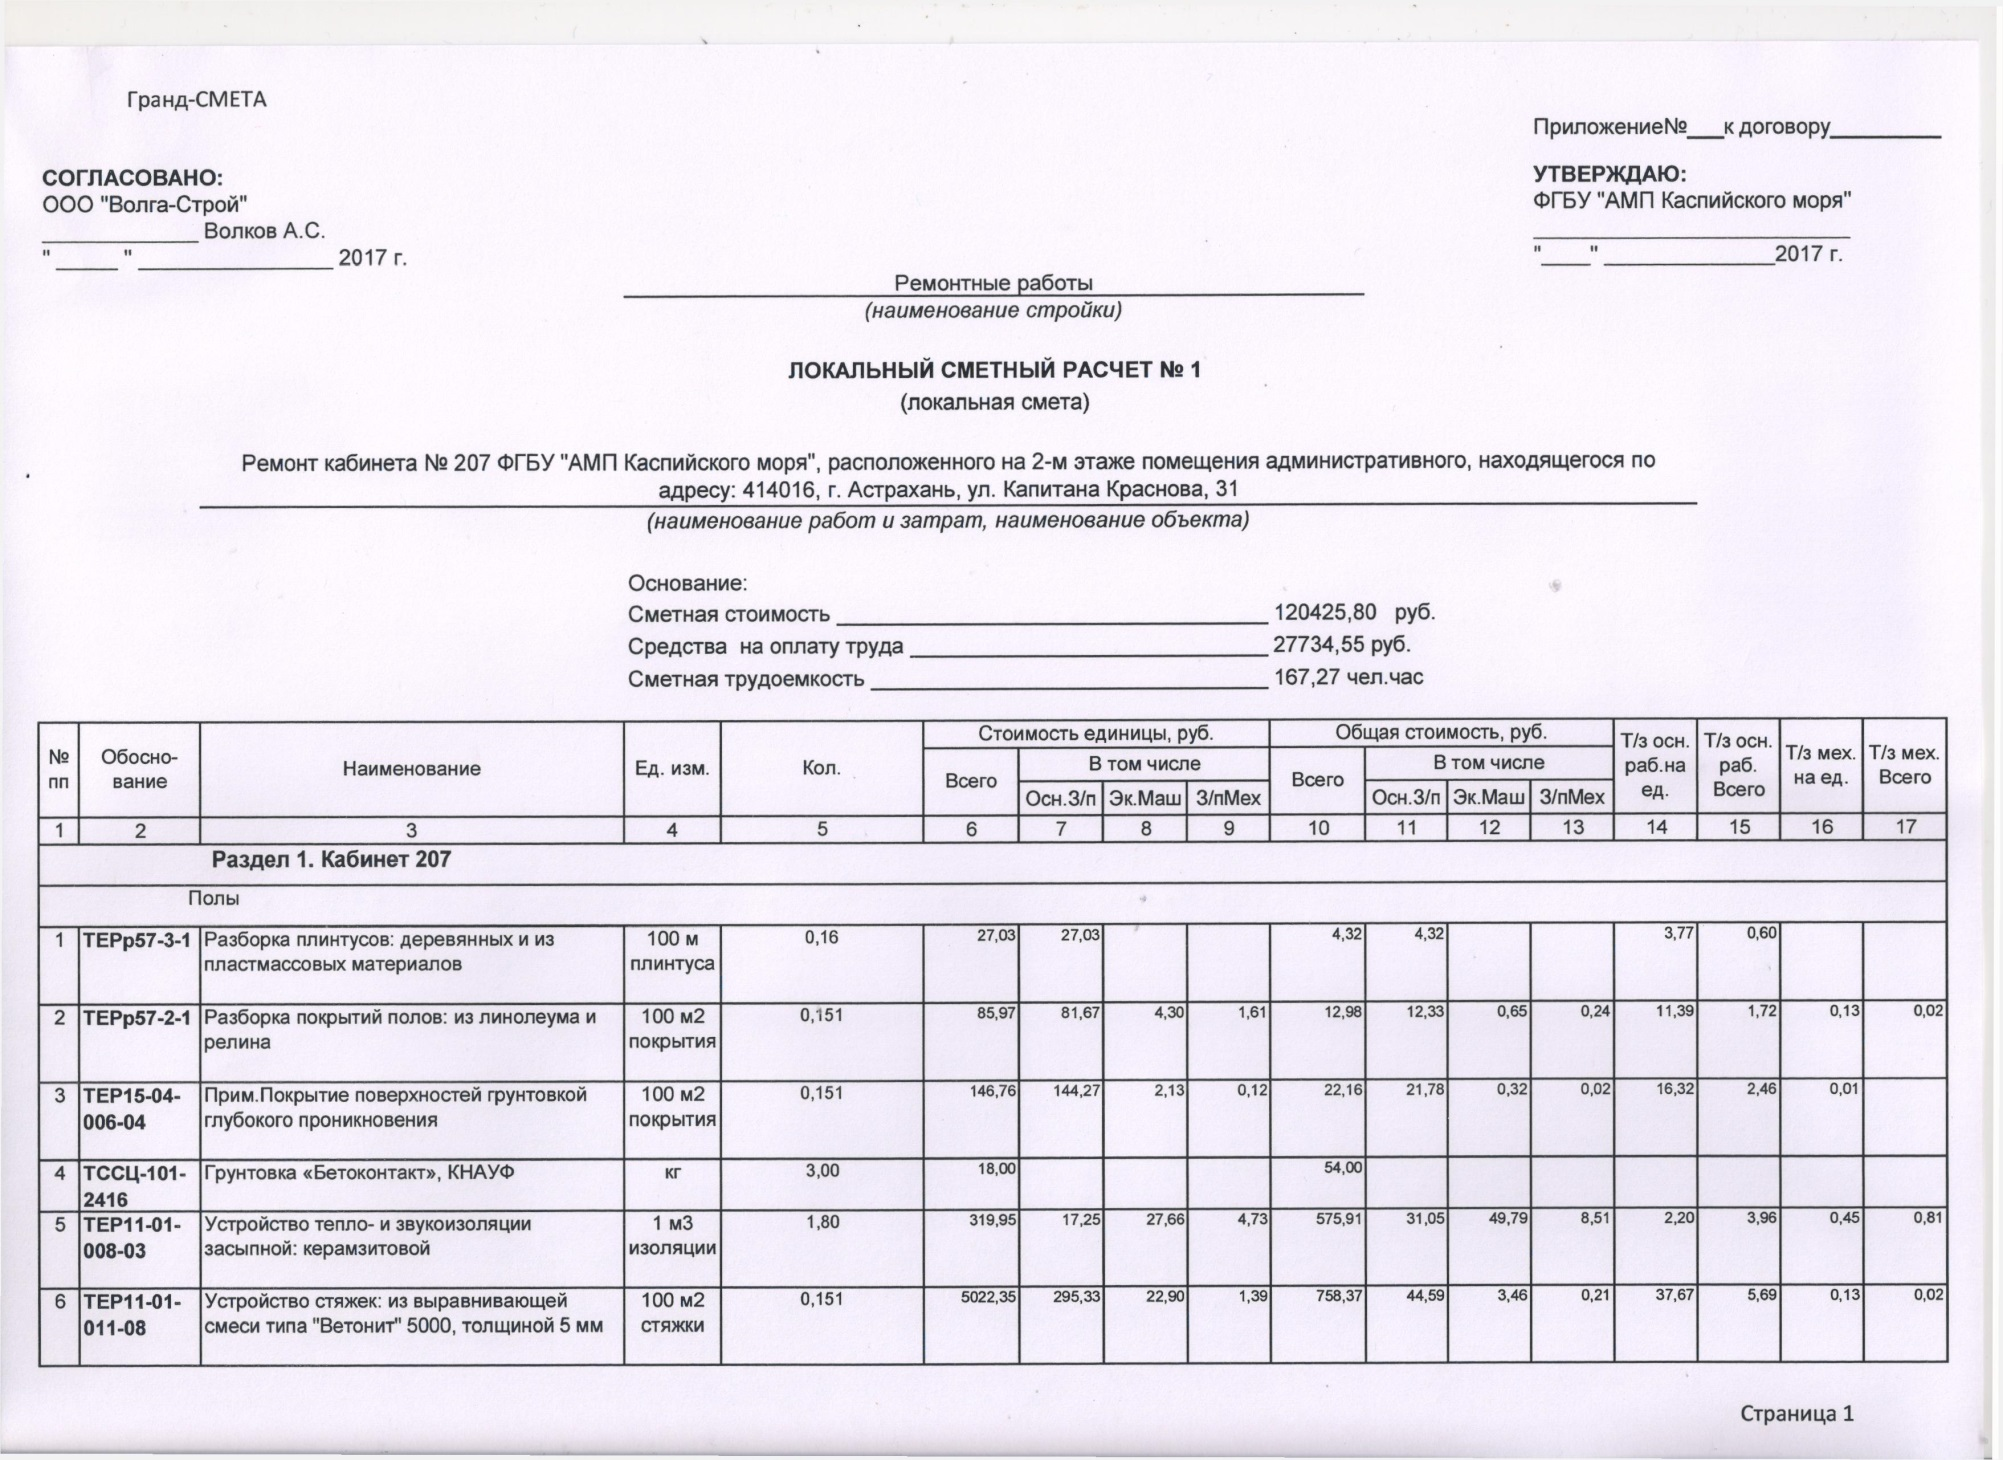 Гранд-СМЕТА
Приложение№___к договору_________
СОГЛАСОВАНО:
ООО "Волга-Строй"
_____________ Волков А.С.
" _____ " ________________ 2017 г.
УТВЕРЖДАЮ:
ФГБУ "АМП Каспийского моря"
__________________________
"____" ______________2017 г.
Ремонтные работы
(наименование стройки)
ЛОКАЛЬНЫЙ СМЕТНЫЙ РАСЧЕТ № 1
(локальная смета)
Ремонт кабинета № 207 ФГБУ "АМП Каспийского моря", расположенного на 2-м этаже помещения административного, находящегося по
адресу: 414016, г. Астрахань, ул. Капитана Краснова, 31
(наименование работ и затрат, наименование объекта)
Основание:
Сметная стоимость ___________________________________ 120425,80 руб.
Средства на оплату труда _____________________________ 27734,55 руб.
Сметная трудоемкость ________________________________ 167,27 чел.час
№ пп Обосно-вание Наименование Ед. изм. Кол. Стоимость единицы, руб. Общая стоимость, руб. Т/з осн. раб.на ед. Т/з осн. раб. Всего Т/з мех. на ед. Т/з мех. Всего
Всего В том числе Всего В том числе
Осн.З/п Эк.Маш З/пМех Осн.З/п Эк.Маш З/пМех
1 2 3 4 5 6 7 8 9 10 11 12 13 14 15 16 17
Раздел 1. Кабинет 207
Полы
1 ТЕРр57-3-1 Разборка плинтусов: деревянных и из 100 м 0,16 27,03 27,03 4,32 4,32 3,77 0,60
пластмассовых материалов плинтуса
2 ТЕРр57-2-1 Разборка покрытий полов: из линолеума и 100 м2 0,151 85,97 81,67 4,30 1,61 12,98 12,33 0,65 0,24 11,39 1,72 0,13 0,02
релина покрытия
3 ТЕР15-04- Прим.Покрытие поверхностей грунтовкой 100 м2 0,151 146,76 144,27 2,13 0,12 22,16 21,78 0,32 0,02 16,32 2,46 0,01
006-04 глубокого проникновения покрытия
4 ТССЦ-101- Грунтовка «Бетоконтакт», КНАУФ кг 3,00 18,00 54,00
2416
5 ТЕР11-01- Устройство тепло- и звукоизоляции 1 м3 1,80 319,95 17,25 27,66 4,73 575,91 31,05 49,79 8,51 2,20 3,96 0,45 0,81
008-03 засыпной: керамзитовой изоляции
6 ТЕР11-01- Устройство стяжек: из выравнивающей 100 м2 0,151 5022,35 295,33 22,90 1,39 758,37 44,59 3,46 0,21 37,67 5,69 0,13 0,02
011-08 смеси типа "Ветонит" 5000, толщиной 5 мм стяжки
Страница 1